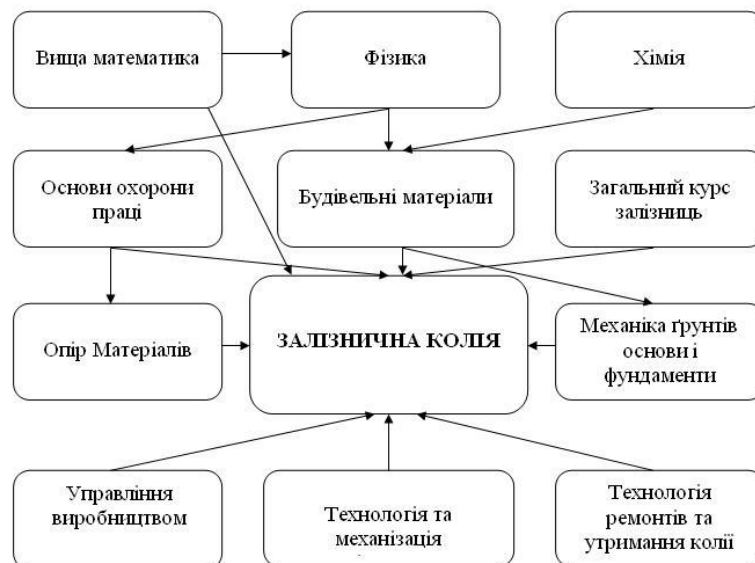 Вища математика
Фізика
Хімія
Основи охорони
праці
Будівельні матеріали
Загальний курс
залізниць
Опір Матеріалів
ЗАЛІЗНИЧНА КОЛІЯ
Механіка ґрунтів
основи і
фундаменти
Управління
виробництвом
Технологія та
механізація
Технологія
ремонтів та
утримання колії